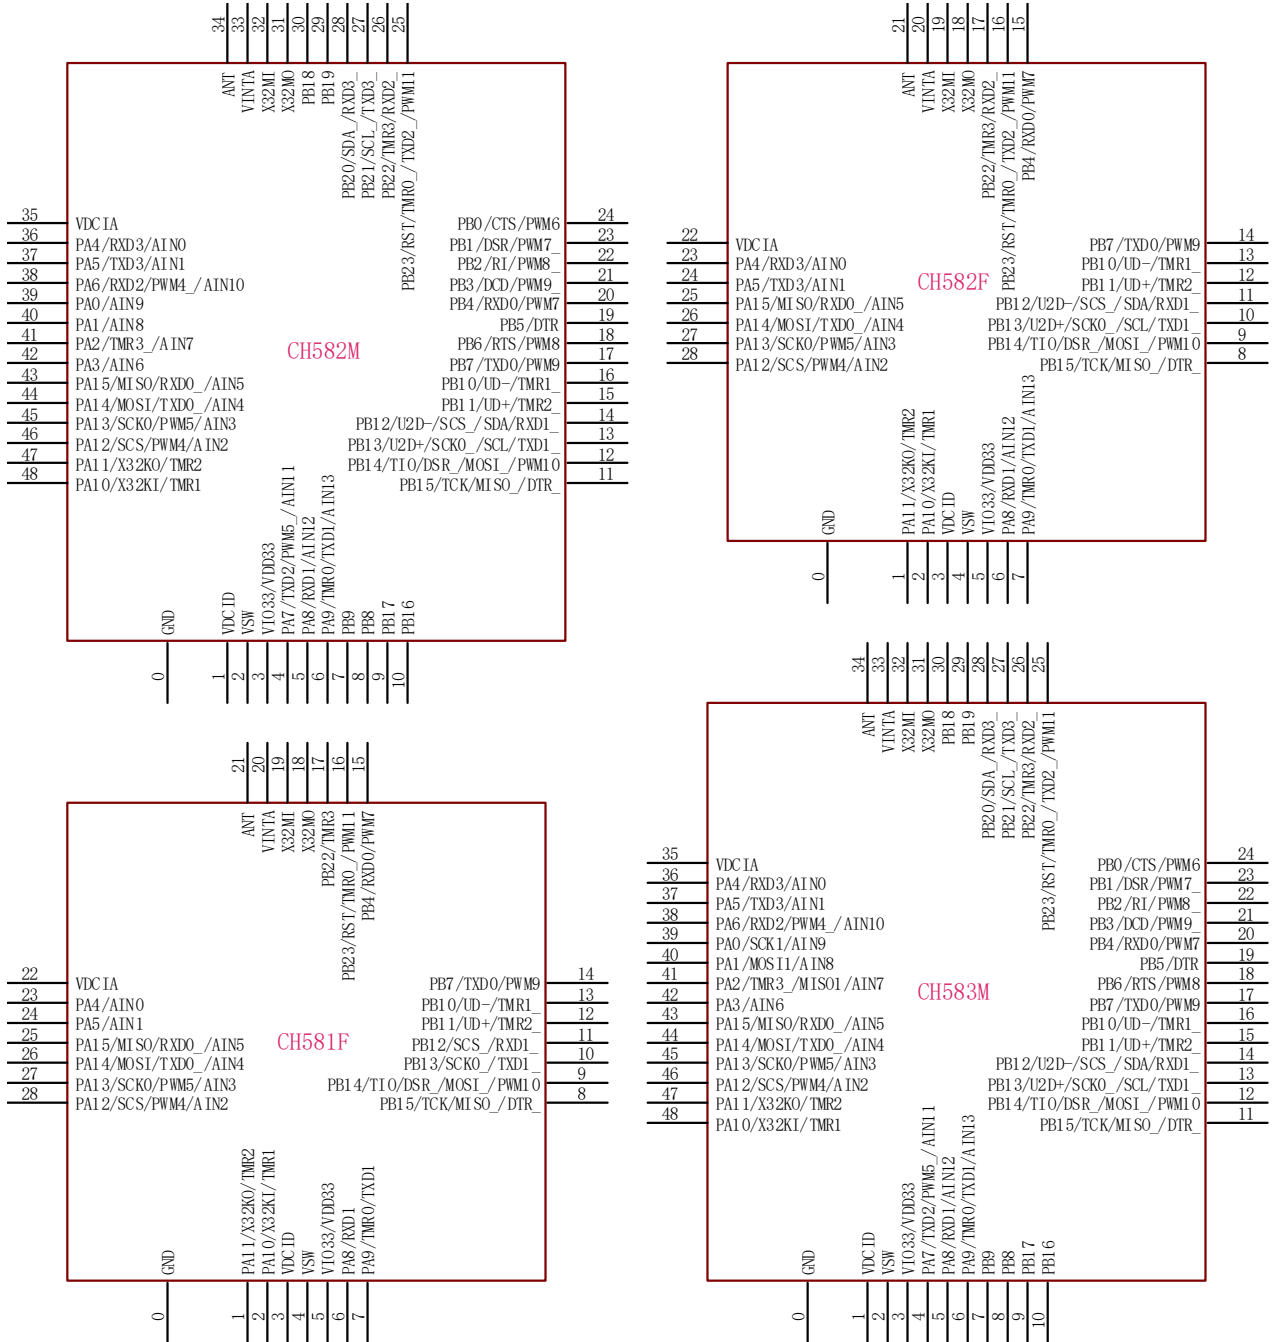 CH582M
34 ANT
33 VINTA
32 X32MI
31 X32MO
30 PB18
29 PB19
28 PB20/SDA_/RXD3_
27 PB21/SCL_/TXD3_
26 PB22/TMR3/RXD2_
25 PB23/RST/TMR0_/TXD2_/PWM11
35 VDCIA
36 PA4/RXD3/AIN0
37 PA5/TXD3/AIN1
38 PA6/RXD2/PWM4_/AIN10
39 PA0/AIN9
40 PA1/AIN8
41 PA2/TMR3_/AIN7
42 PA3/AIN6
43 PA15/MISO/RXD0_/AIN5
44 PA14/MOSI/TXD0_/AIN4
45 PA13/SCK0/PWM5/AIN3
46 PA12/SCS/PWM4/AIN2
47 PA11/X32KO/TMR2
48 PA10/X32KI/TMR1
PB0/CTS/PWM6 24
PB1/DSR/PWM7_ 23
PB2/RI/PWM8_ 22
PB3/DCD/PWM9_ 21
PB4/RXD0/PWM7 20
PB5/DTR 19
PB6/RTS/PWM8 18
PB7/TXD0/PWM9 17
PB10/UD-/TMR1_ 16
PB11/UD+/TMR2_ 15
PB12/U2D-/SCS_/SDA/RXD1_ 14
PB13/U2D+/SCK0_/SCL/TXD1_ 13
PB14/TIO/DSR_/MOSI_/PWM10 12
PB15/TCK/MISO_/DTR_ 11
0 GND
1 VDCID
2 VSW
3 VIO33/VDD33
4 PA7/TXD2/PWM5_/AIN11
5 PA8/RXD1/AIN12
6 PA9/TMR0/TXD1/AIN13
7 PB9
8 PB8
9 PB17
10 PB16
CH582F
21 ANT
20 VINTA
19 X32MI
18 X32MO
17 PB22/TMR3/RXD2_
16 PB23/RST/TMR0_/TXD2_/PWM11
15 PB4/RXD0/PWM7
22 VDCIA
23 PA4/RXD3/AIN0
24 PA5/TXD3/AIN1
25 PA15/MISO/RXD0_/AIN5
26 PA14/MOSI/TXD0_/AIN4
27 PA13/SCK0/PWM5/AIN3
28 PA12/SCS/PWM4/AIN2
PB7/TXD0/PWM9 14
PB10/UD-/TMR1_ 13
PB11/UD+/TMR2_ 12
PB12/U2D-/SCS_/SDA/RXD1_ 11
PB13/U2D+/SCK0_/SCL/TXD1_ 10
PB14/TIO/DSR_/MOSI_/PWM10 9
PB15/TCK/MISO_/DTR_ 8
0 GND
1 PA11/X32KO/TMR2
2 PA10/X32KI/TMR1
3 VDCID
4 VSW
5 VIO33/VDD33
6 PA8/RXD1/AIN12
7 PA9/TMR0/TXD1/AIN13
CH581F
21 ANT
20 VINTA
19 X32MI
18 X32MO
17 PB22/TMR3
16 PB23/RST/TMR0_/PWM11
15 PB4/RXD0/PWM7
22 VDCIA
23 PA4/AIN0
24 PA5/AIN1
25 PA15/MISO/RXD0_/AIN5
26 PA14/MOSI/TXD0_/AIN4
27 PA13/SCK0/PWM5/AIN3
28 PA12/SCS/PWM4/AIN2
PB7/TXD0/PWM9 14
PB10/UD-/TMR1_ 13
PB11/UD+/TMR2_ 12
PB12/SCS_/RXD1_ 11
PB13/SCK0_/TXD1_ 10
PB14/TIO/DSR_/MOSI_/PWM10 9
PB15/TCK/MISO_/DTR_ 8
0 GND
1 PA11/X32KO/TMR2
2 PA10/X32KI/TMR1
3 VDCID
4 VSW
5 VIO33/VDD33
6 PA8/RXD1
7 PA9/TMR0/TXD1
CH583M
34 ANT
33 VINTA
32 X32MI
31 X32MO
30 PB18
29 PB19
28 PB20/SDA_/RXD3_
27 PB21/SCL_/TXD3_
26 PB22/TMR3/RXD2_
25 PB23/RST/TMR0_/TXD2_/PWM11
35 VDCIA
36 PA4/RXD3/AIN0
37 PA5/TXD3/AIN1
38 PA6/RXD2/PWM4_/AIN10
39 PA0/SCK1/AIN9
40 PA1/MOSI1/AIN8
41 PA2/TMR3_/MISO1/AIN7
42 PA3/AIN6
43 PA15/MISO/RXD0_/AIN5
44 PA14/MOSI/TXD0_/AIN4
45 PA13/SCK0/PWM5/AIN3
46 PA12/SCS/PWM4/AIN2
47 PA11/X32KO/TMR2
48 PA10/X32KI/TMR1
PB0/CTS/PWM6 24
PB1/DSR/PWM7_ 23
PB2/RI/PWM8_ 22
PB3/DCD/PWM9_ 21
PB4/RXD0/PWM7 20
PB5/DTR 19
PB6/RTS/PWM8 18
PB7/TXD0/PWM9 17
PB10/UD-/TMR1_ 16
PB11/UD+/TMR2_ 15
PB12/U2D-/SCS_/SDA/RXD1_ 14
PB13/U2D+/SCK0_/SCL/TXD1_ 13
PB14/TIO/DSR_/MOSI_/PWM10 12
PB15/TCK/MISO_/DTR_ 11
0 GND
1 VDCID
2 VSW
3 VIO33/VDD33
4 PA7/TXD2/PWM5_/AIN11
5 PA8/RXD1/AIN12
6 PA9/TMR0/TXD1/AIN13
7 PB9
8 PB8
9 PB17
10 PB16